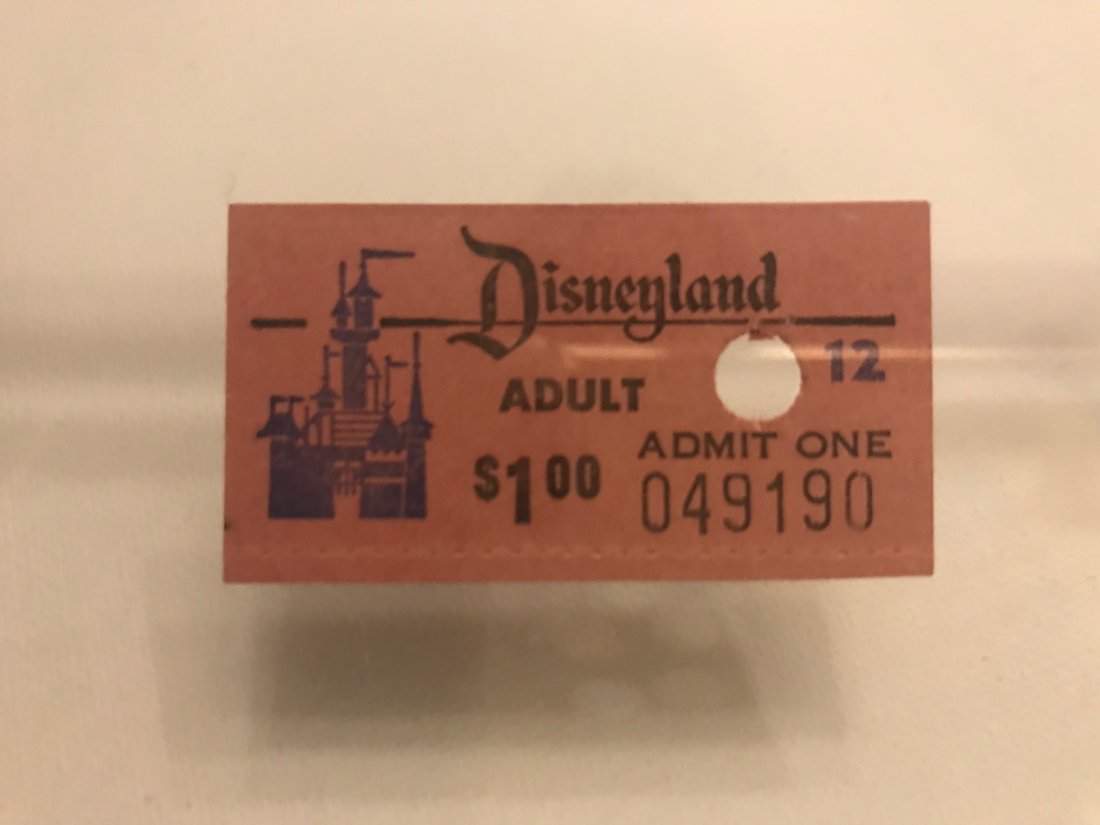 Disneyland
12
ADULT
ADMIT ONE
$1.00
049190